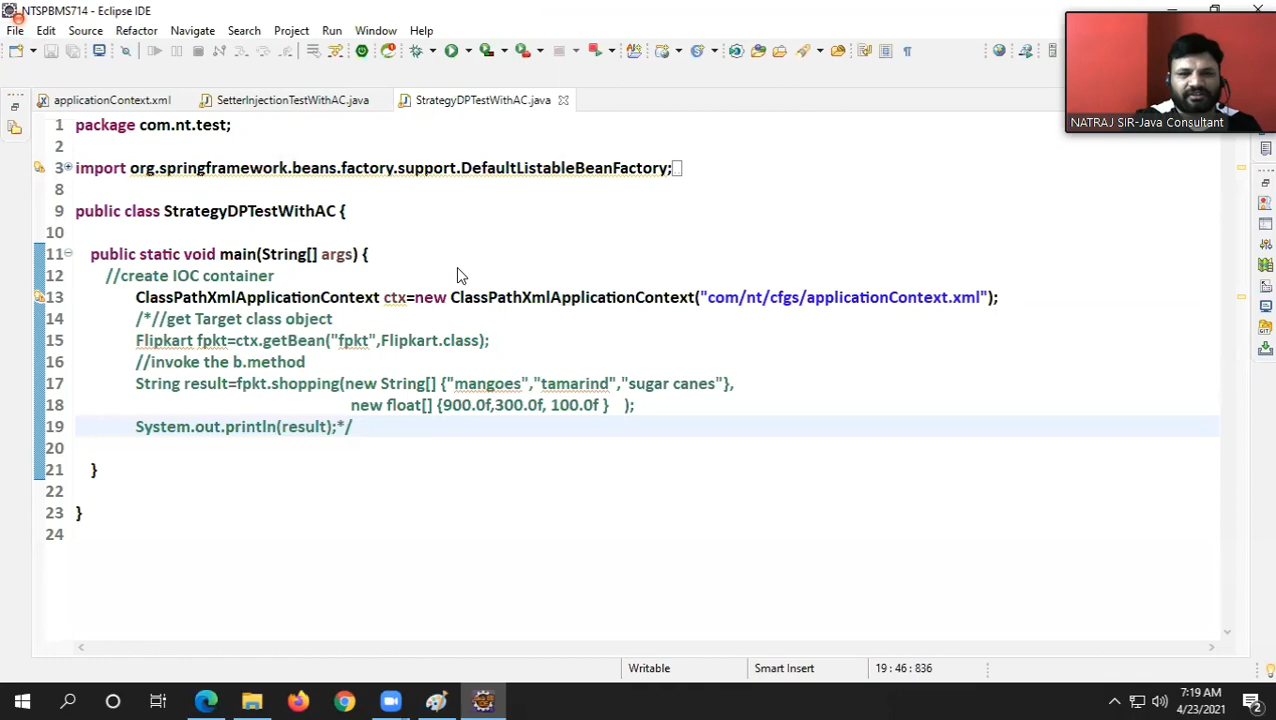 NTSPBMS714 - Eclipse IDE
File Edit Source Refactor Navigate Search Project Run Window Help
applicationContext.xml SetterInjectionTestWithAC.java StrategyDPTestWithAC.java
NATRAJ SIR-Java Consultant
1 package com.nt.test;
2
3 import org.springframework.beans.factory.support.DefaultListableBeanFactory;
8
9 public class StrategyDPTestWithAC {
10
11 public static void main(String[] args) {
12 //create IOC container
13 ClassPathXmlApplicationContext ctx=new ClassPathXmlApplicationContext("com/nt/cfgs/applicationContext.xml");
14 /*//get Target class object
15 Flipkart fpkt=ctx.getBean("fpkt",Flipkart.class);
16 //invoke the b.method
17 String result=fpkt.shopping(new String[] {"mangoes","tamarind","sugar canes"},
18 new float[] {900.0f,300.0f, 100.0f } );
19 System.out.println(result);*/
20
21 }
22
23 }
24
Writable Smart Insert 19 : 46 : 836
7:19 AM
4/23/2021
2